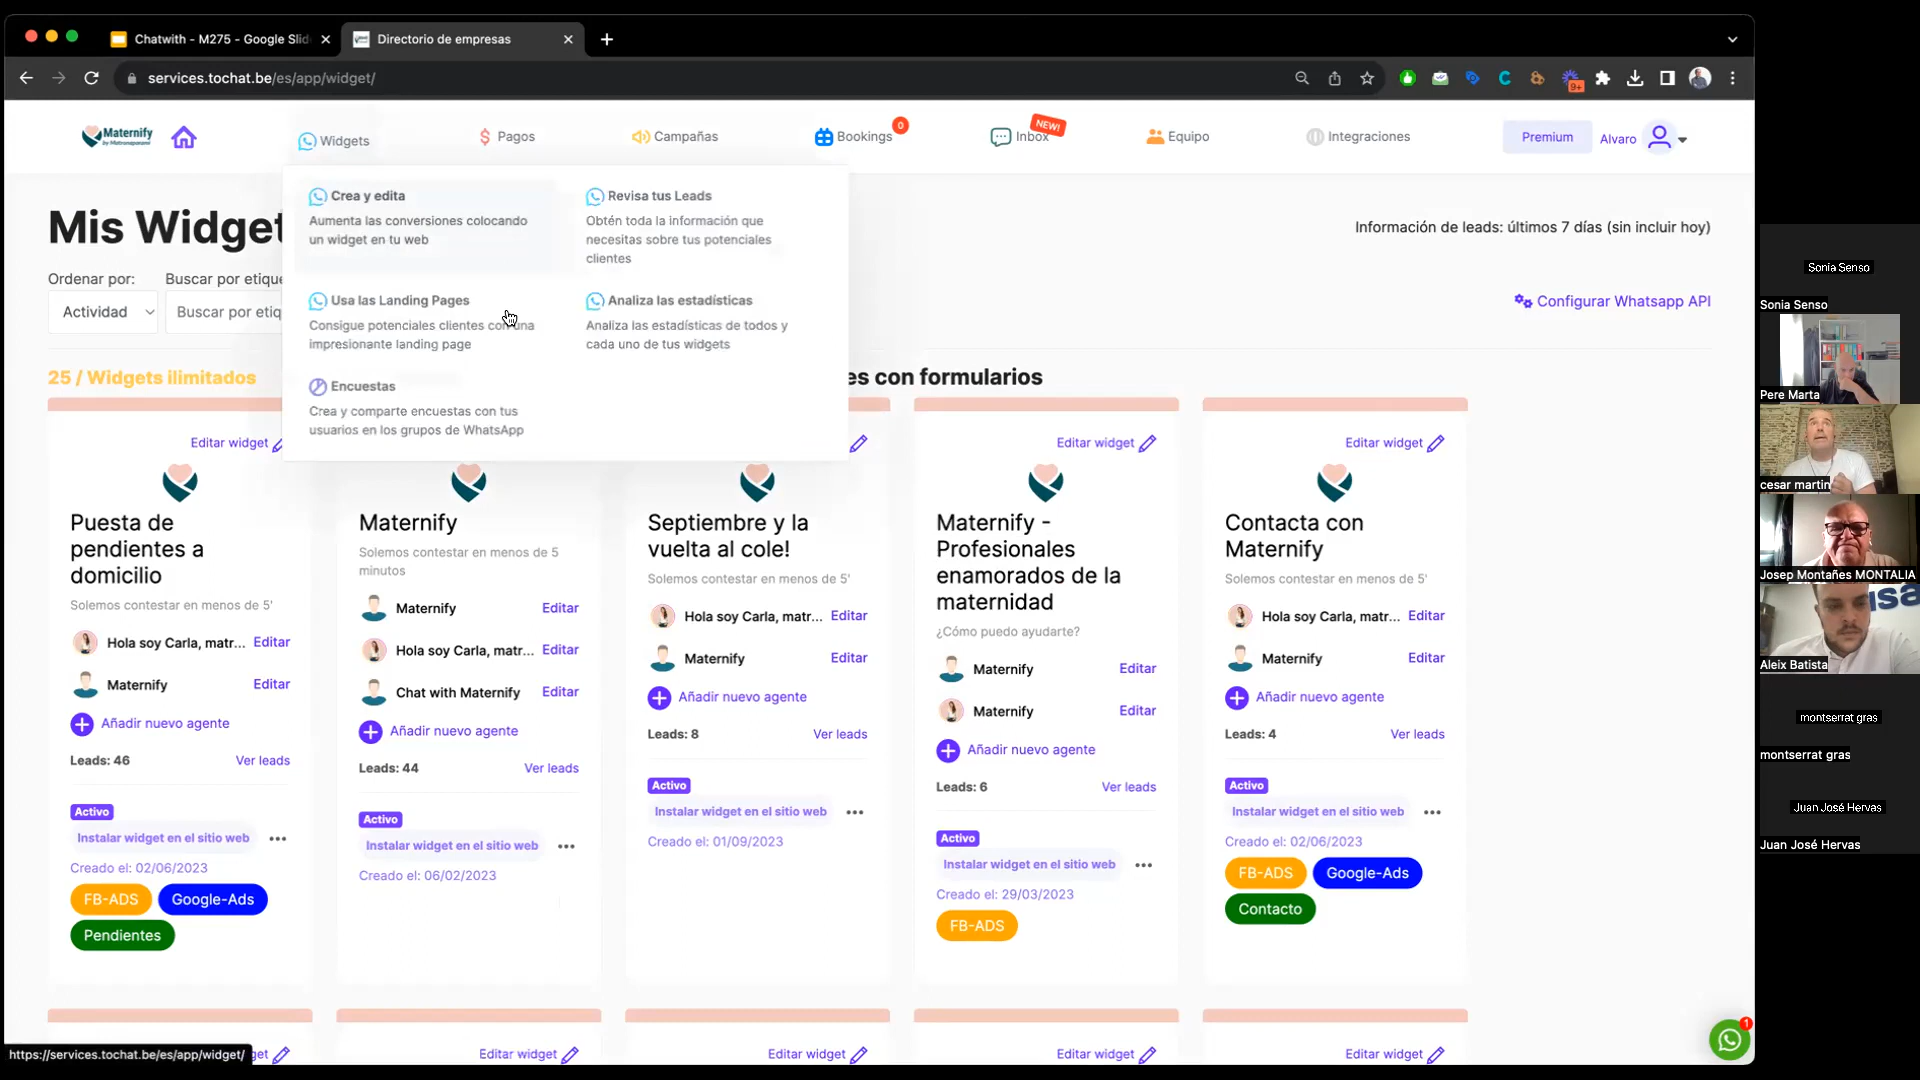 Chatwith - M275 - Google Slid
Directorio de empresas
services.tochat.be/es/app/widget/
9+
Maternify
by Matronaporami
Widgets
Pagos
Campañas
Bookings
0
Inbox
NEW!
Equipo
Integraciones
Premium
Alvaro
Crea y edita
Aumenta las conversiones colocando
un widget en tu web
Revisa tus Leads
Obtén toda la información que
necesitas sobre tus potenciales
clientes
Usa las Landing Pages
Consigue potenciales clientes con una
impresionante landing page
Analiza las estadísticas
Analiza las estadísticas de todos y
cada uno de tus widgets
Encuestas
Crea y comparte encuestas con tus
usuarios en los grupos de WhatsApp
Mis Widget
Información de leads: últimos 7 días (sin incluir hoy)
Ordenar por:
Buscar por etique
Actividad
Buscar por etiq
Configurar Whatsapp API
25 / Widgets ilimitados
es con formularios
Editar widget
Puesta de
pendientes a
domicilio
Solemos contestar en menos de 5'
Hola soy Carla, matr...
Editar
Maternify
Editar
Añadir nuevo agente
Leads: 46
Ver leads
Activo
Instalar widget en el sitio web
Creado el: 02/06/2023
FB-ADS
Google-Ads
Pendientes
Maternify
Solemos contestar en menos de 5
minutos
Maternify
Editar
Hola soy Carla, matr...
Editar
Chat with Maternify
Editar
Añadir nuevo agente
Leads: 44
Ver leads
Activo
Instalar widget en el sitio web
Creado el: 06/02/2023
Septiembre y la
vuelta al cole!
Solemos contestar en menos de 5'
Hola soy Carla, matr...
Editar
Maternify
Editar
Añadir nuevo agente
Leads: 8
Ver leads
Activo
Instalar widget en el sitio web
Creado el: 01/09/2023
Editar widget
Maternify -
Profesionales
enamorados de la
maternidad
¿Cómo puedo ayudarte?
Maternify
Editar
Maternify
Editar
Añadir nuevo agente
Leads: 6
Ver leads
Activo
Instalar widget en el sitio web
Creado el: 29/03/2023
FB-ADS
Editar widget
Contacta con
Maternify
Solemos contestar en menos de 5'
Hola soy Carla, matr...
Editar
Maternify
Editar
Añadir nuevo agente
Leads: 4
Ver leads
Activo
Instalar widget en el sitio web
Creado el: 02/06/2023
FB-ADS
Google-Ads
Contacto
https://services.tochat.be/es/app/widget/
get
Editar widget
Editar widget
Editar widget
Editar widget
1
Sonia Senso
Sonia Senso
Pere Marta
cesar martin
Josep Montañes MONTALIA
usa
Aleix Batista
montserrat gras
montserrat gras
Juan José Hervas
Juan José Hervas